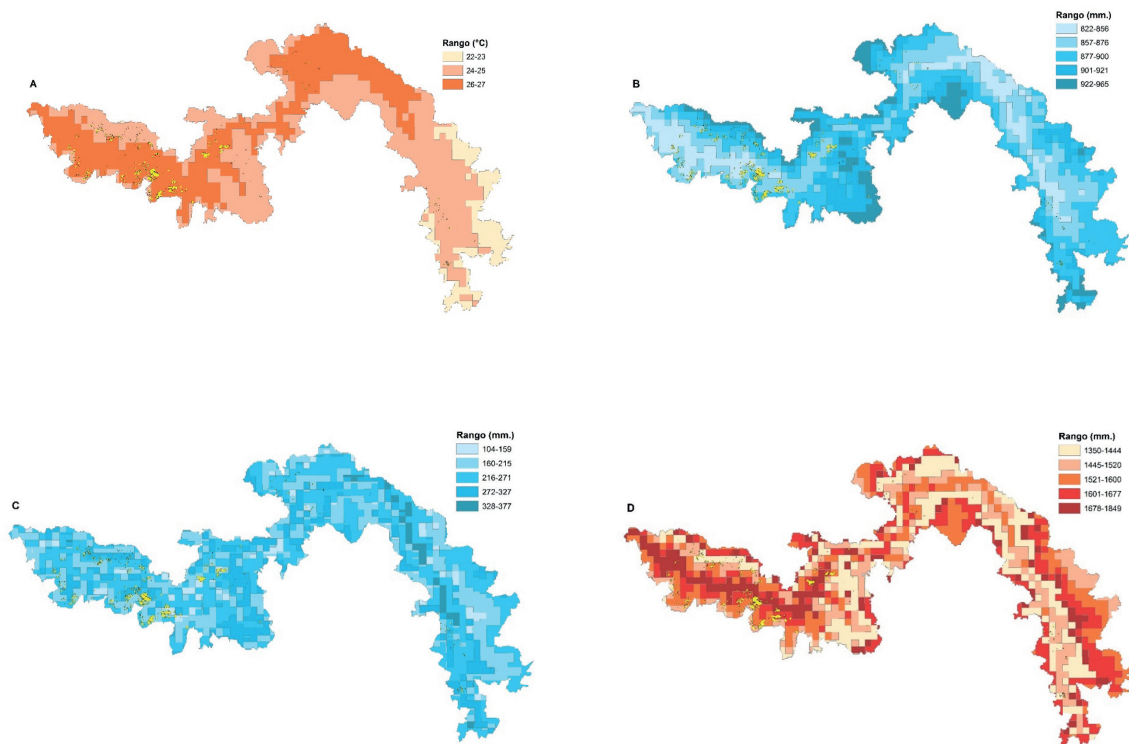 A
Rango (°C)
22-23
24-25
26-27
B
Rango (mm.)
822-856
857-876
877-900
901-921
922-965
C
Rango (mm.)
104-159
160-215
216-271
272-327
328-377
D
Rango (mm.)
1350-1444
1445-1520
1521-1600
1601-1677
1678-1849